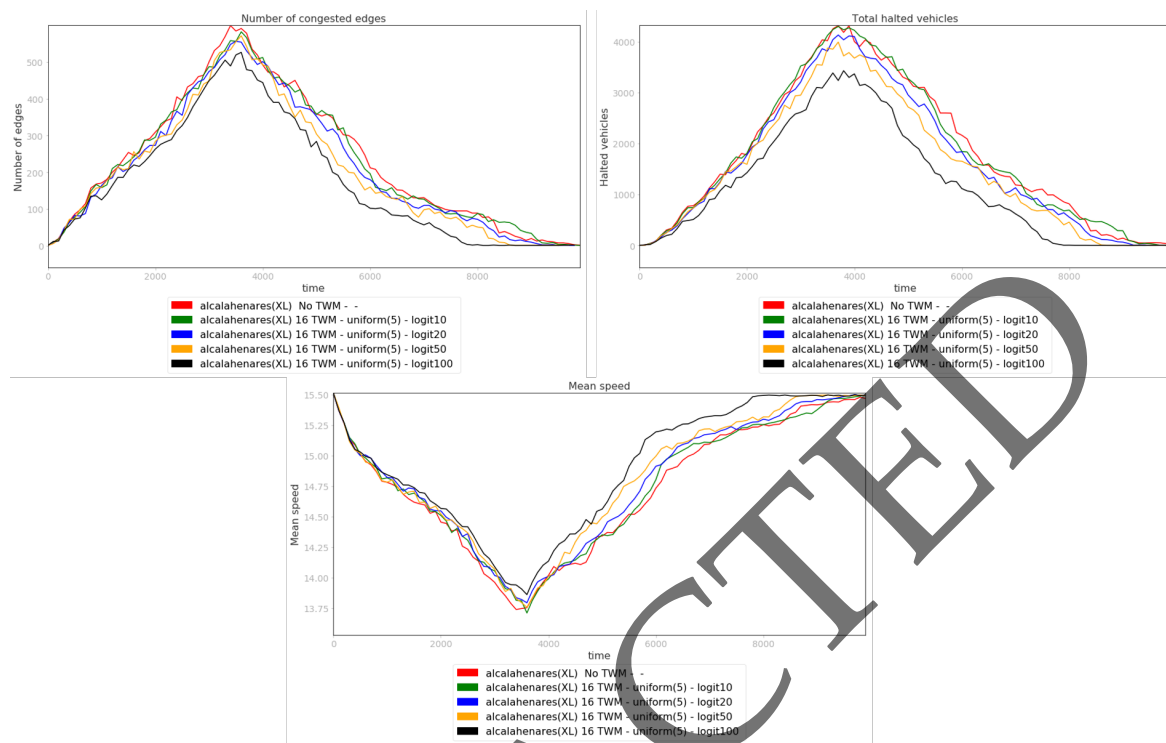 Number of congested edges
Number of edges
500
400
300
200
100
0
0 2000 4000 6000 8000
time
alcalahenares(XL) No TWM - -
alcalahenares(XL) 16 TWM - uniform(5) - logit10
alcalahenares(XL) 16 TWM - uniform(5) - logit20
alcalahenares(XL) 16 TWM - uniform(5) - logit50
alcalahenares(XL) 16 TWM - uniform(5) - logit100
Total halted vehicles
Halted vehicles
4000
3000
2000
1000
0
0 2000 4000 6000 8000
time
alcalahenares(XL) No TWM - -
alcalahenares(XL) 16 TWM - uniform(5) - logit10
alcalahenares(XL) 16 TWM - uniform(5) - logit20
alcalahenares(XL) 16 TWM - uniform(5) - logit50
alcalahenares(XL) 16 TWM - uniform(5) - logit100
Mean speed
Mean speed
15.50
15.25
15.00
14.75
14.50
14.25
14.00
13.75
0 2000 4000 6000 8000
time
alcalahenares(XL) No TWM - -
alcalahenares(XL) 16 TWM - uniform(5) - logit10
alcalahenares(XL) 16 TWM - uniform(5) - logit20
alcalahenares(XL) 16 TWM - uniform(5) - logit50
alcalahenares(XL) 16 TWM - uniform(5) - logit100
CTED